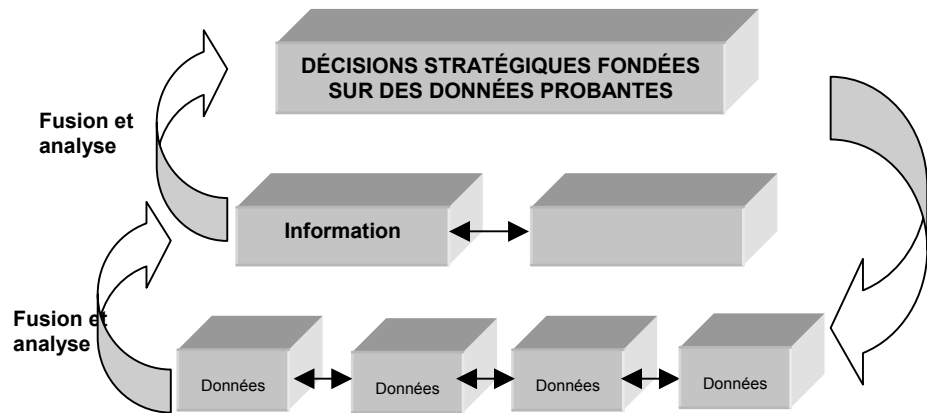 DÉCISIONS STRATÉGIQUES FONDÉES
SUR DES DONNÉES PROBANTES
Fusion et
analyse
Information
Fusion et
analyse
Données
Données
Données
Données